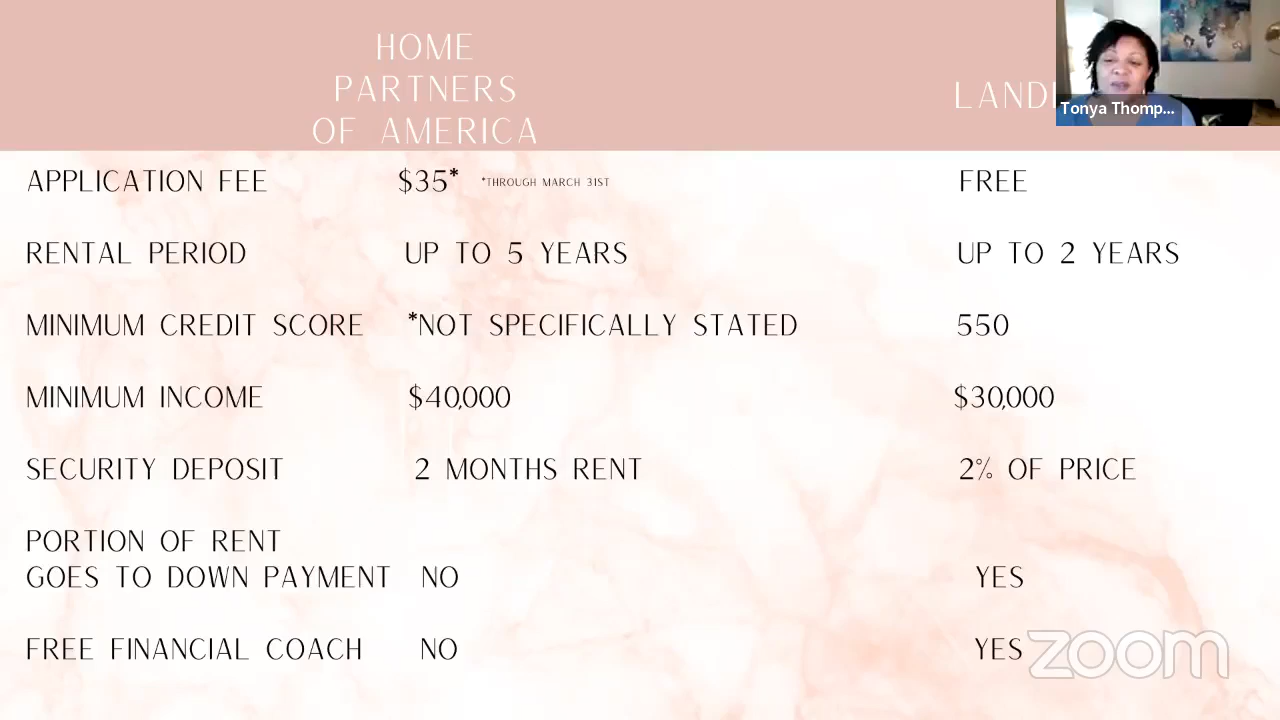 HOME
PARTNERS
OF AMERICA
Tonya Thomp...
APPLICATION FEE $35* *THROUGH MARCH 31ST FREE
RENTAL PERIOD UP TO 5 YEARS UP TO 2 YEARS
MINIMUM CREDIT SCORE *NOT SPECIFICALLY STATED 550
MINIMUM INCOME $40,000 $30,000
SECURITY DEPOSIT 2 MONTHS RENT 2% OF PRICE
PORTION OF RENT
GOES TO DOWN PAYMENT NO YES
FREE FINANCIAL COACH NO YES
zoom